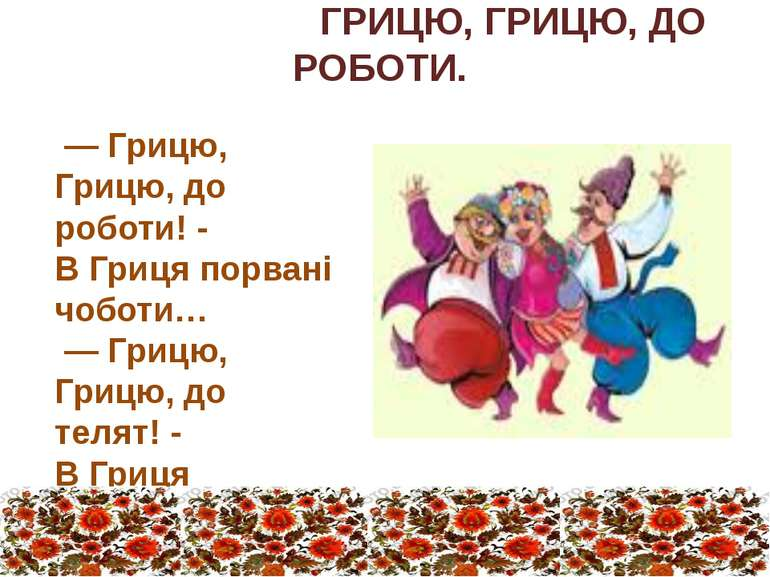 ГРИЦЮ, ГРИЦЮ, ДО
РОБОТИ.
— Грицю,
Грицю, до
роботи! -
В Гриця порвані
чоботи…
— Грицю,
Грицю, до
телят! -
В Гриця